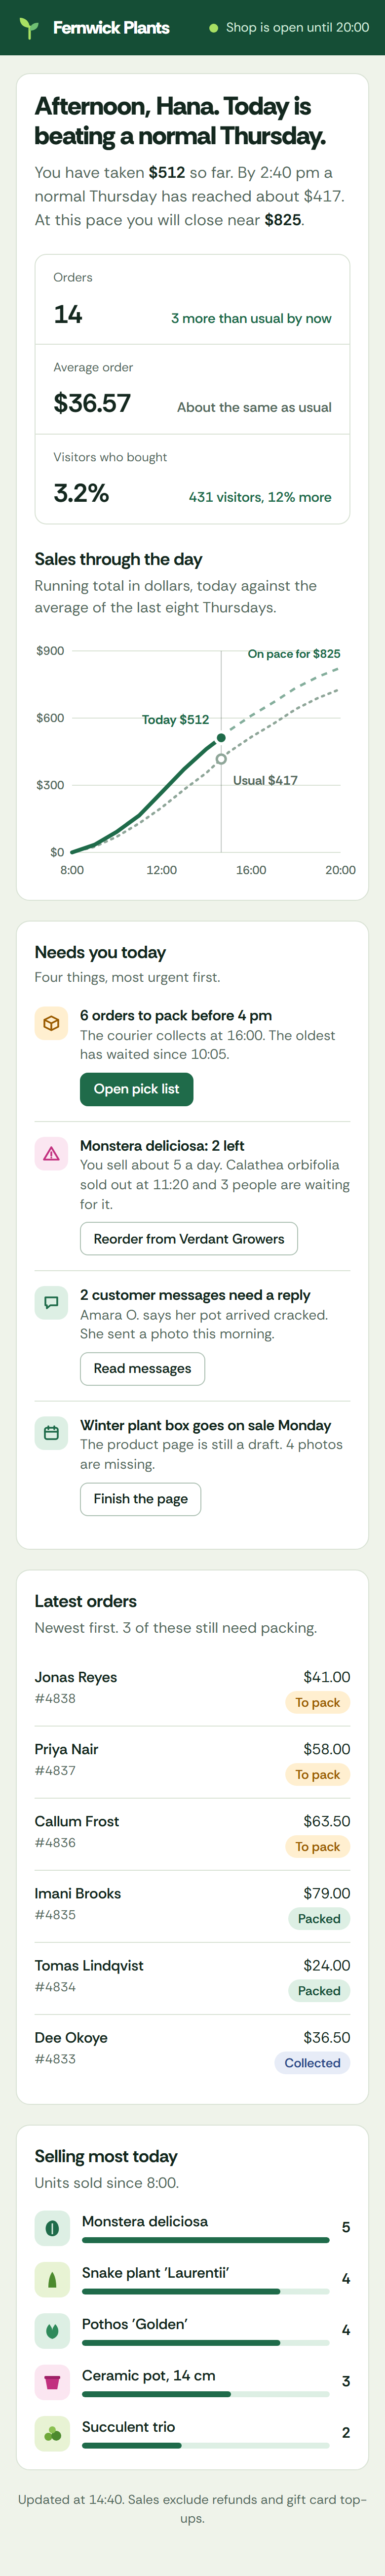 Fernwick Plants
Shop is open until 20:00
Afternoon, Hana. Today is
beating a normal Thursday.
You have taken $512 so far. By 2:40 pm a
normal Thursday has reached about $417.
At this pace you will close near $825.
Orders
14
3 more than usual by now
Average order
$36.57
About the same as usual
Visitors who bought
3.2%
431 visitors, 12% more
Sales through the day
Running total in dollars, today against the
average of the last eight Thursdays.
$900
On pace for $825
$600
Today $512
Usual $417
$300
$0
8:00
12:00
16:00
20:00
Needs you today
Four things, most urgent first.
6 orders to pack before 4 pm
The courier collects at 16:00. The oldest
has waited since 10:05.
Open pick list
Monstera deliciosa: 2 left
You sell about 5 a day. Calathea orbifolia
sold out at 11:20 and 3 people are waiting
for it.
Reorder from Verdant Growers
2 customer messages need a reply
Amara O. says her pot arrived cracked.
She sent a photo this morning.
Read messages
Winter plant box goes on sale Monday
The product page is still a draft. 4 photos
are missing.
Finish the page
Latest orders
Newest first. 3 of these still need packing.
Jonas Reyes
$41.00
#4838
To pack
Priya Nair
$58.00
#4837
To pack
Callum Frost
$63.50
#4836
To pack
Imani Brooks
$79.00
#4835
Packed
Tomas Lindqvist
$24.00
#4834
Packed
Dee Okoye
$36.50
#4833
Collected
Selling most today
Units sold since 8:00.
Monstera deliciosa
5
Snake plant 'Laurentii'
4
Pothos 'Golden'
4
Ceramic pot, 14 cm
3
Succulent trio
2
Updated at 14:40. Sales exclude refunds and gift card top-
ups.